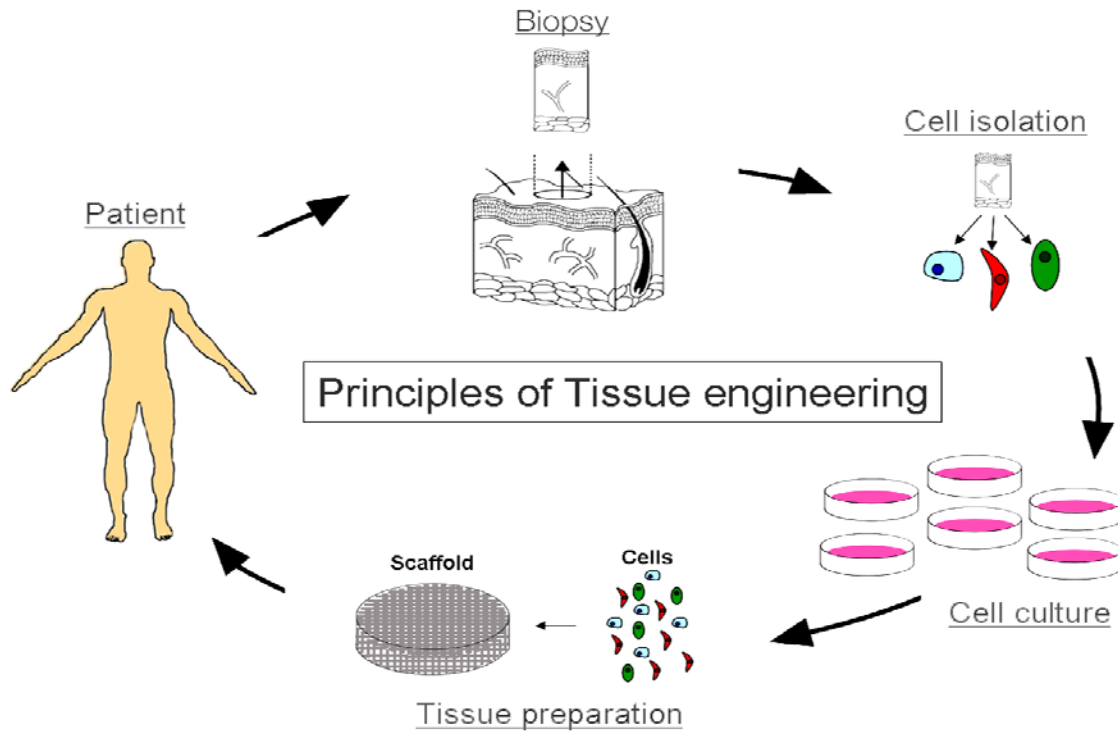 Biopsy
Cell isolation
Patient
Principles of Tissue engineering
Scaffold
Cells
Cell culture
Tissue preparation